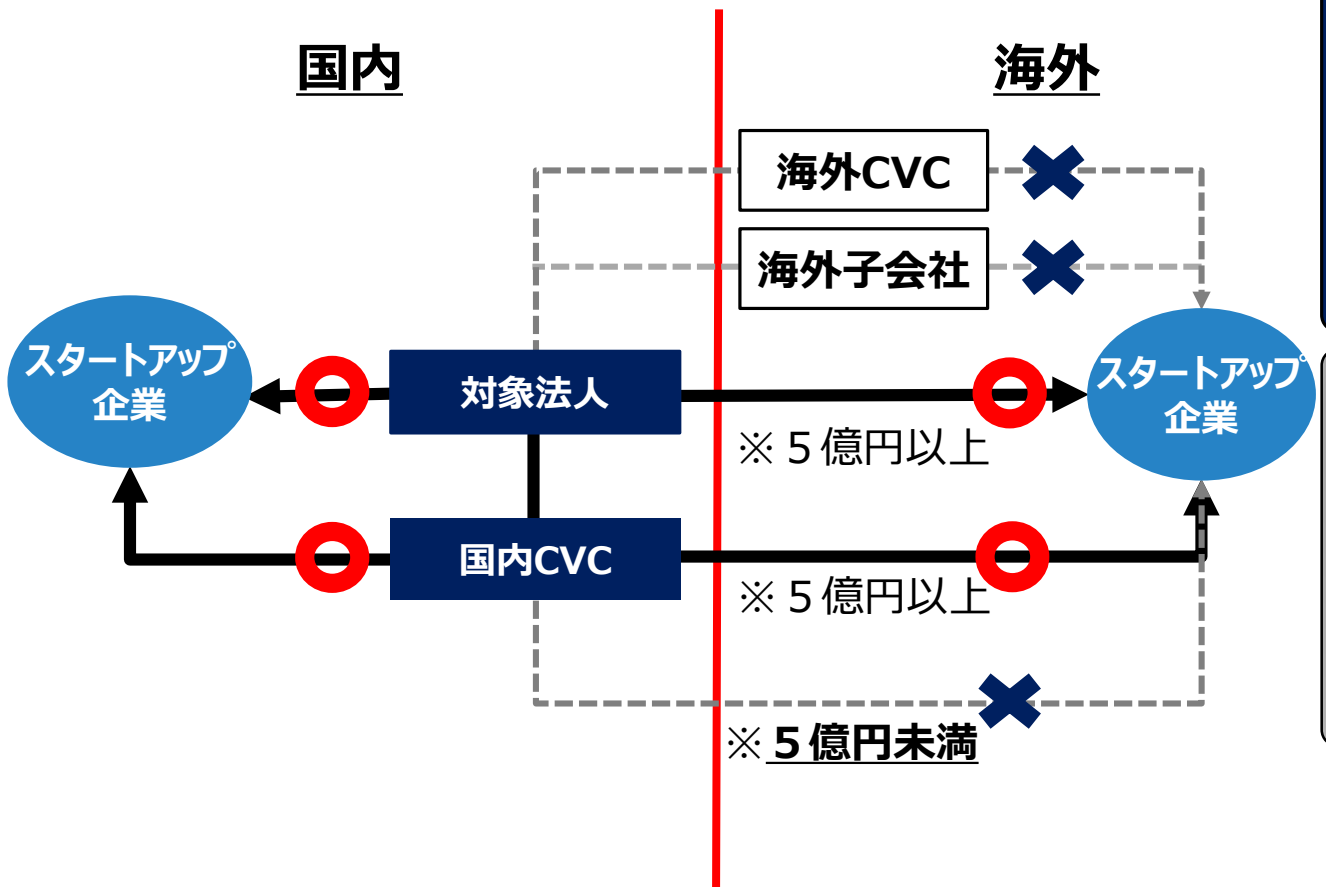 国内
海外
海外CVC
海外子会社
スタートアップ
企業
対象法人
スタートアップ
企業
※５億円以上
国内CVC
※５億円以上
※５億円未満